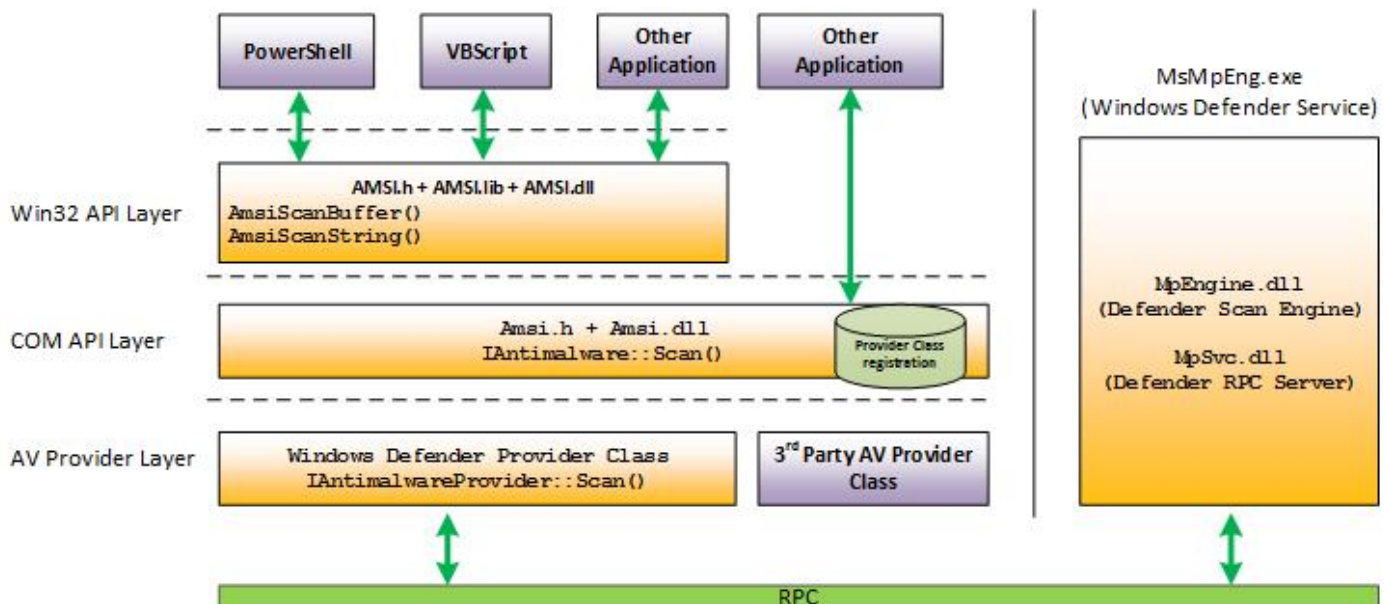 PowerShell
VBScript
Other
Application
Other
Application
MsMpEng.exe
(Windows Defender Service)
Win32 API Layer
AMSI.h + AMSI.lib + AMSI.dll
AmsiScanBuffer()
AmsiScanString()
COM API Layer
Amsi.h + Amsi.dll
IAntimalware::Scan()
Provider Class
registration
MpEngine.dll
(Defender Scan Engine)
MpSvc.dll
(Defender RPC Server)
AV Provider Layer
Windows Defender Provider Class
IAntimalwareProvider::Scan()
3rd Party AV Provider
Class
RPC